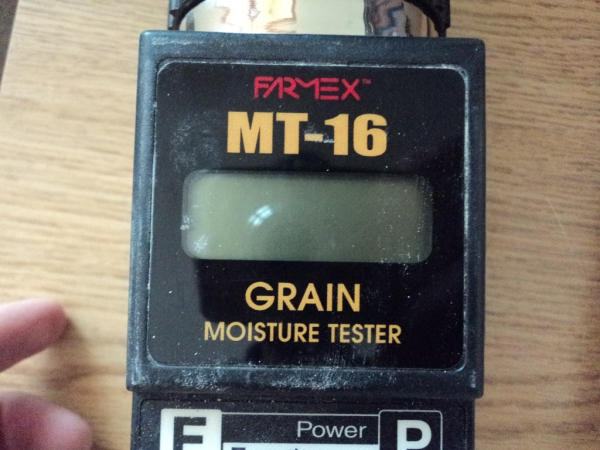 FARMEX™
MT-16
GRAIN
MOISTURE TESTER
F Power P